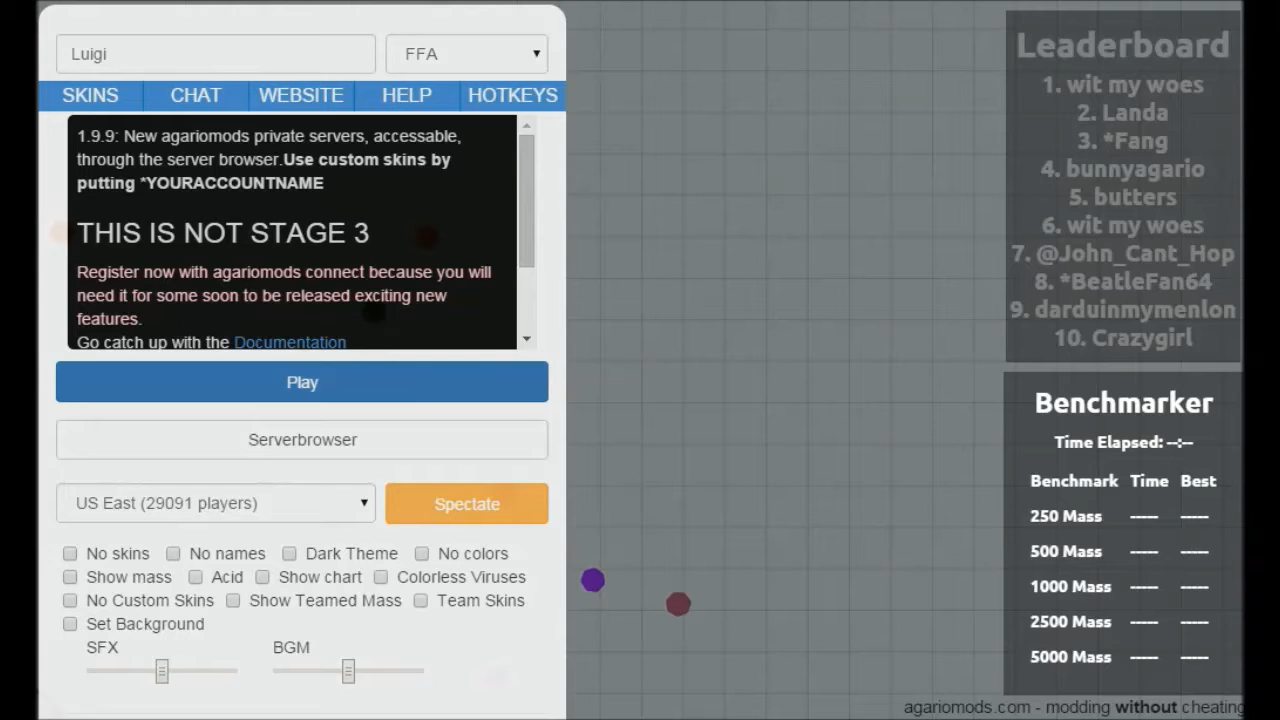 Luigi
FFA
SKINS CHAT WEBSITE HELP HOTKEYS
1.9.9: New agariomods private servers, accessable,
through the server browser.Use custom skins by
putting *YOURACCOUNTNAME
THIS IS NOT STAGE 3
Register now with agariomods connect because you will
need it for some soon to be released exciting new
features.
Go catch up with the Documentation
Play
Serverbrowser
US East (29091 players)
Spectate
No skins No names Dark Theme No colors
Show mass Acid Show chart Colorless Viruses
No Custom Skins Show Teamed Mass Team Skins
Set Background
SFX BGM
Leaderboard
1. wit my woes
2. Landa
3. *Fang
4. bunnyagario
5. butters
6. wit my woes
7. @John_Cant_Hop
8. *BeatleFan64
9. darduinmymenlon
10. Crazygirl
Benchmarker
Time Elapsed: --:--
Benchmark Time Best
250 Mass ----- -----
500 Mass ----- -----
1000 Mass ----- -----
2500 Mass ----- -----
5000 Mass ----- -----
agariomods.com - modding without cheating